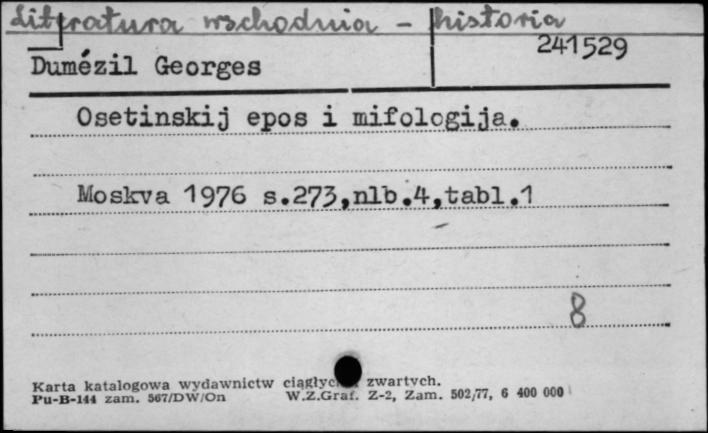 Literatura wschodnia - historia
241529
Dumézil Georges
Osetinskij epos i mifologija.
Moskva 1976 s.273,nlb.4,tabl.1
8
Karta katalogowa wydawnictw ciągłych zwartych.
Pu-B-144 zam. 567/DW/On W.Z.Graf. Z-2, Zam. 502/77, 6 400 000